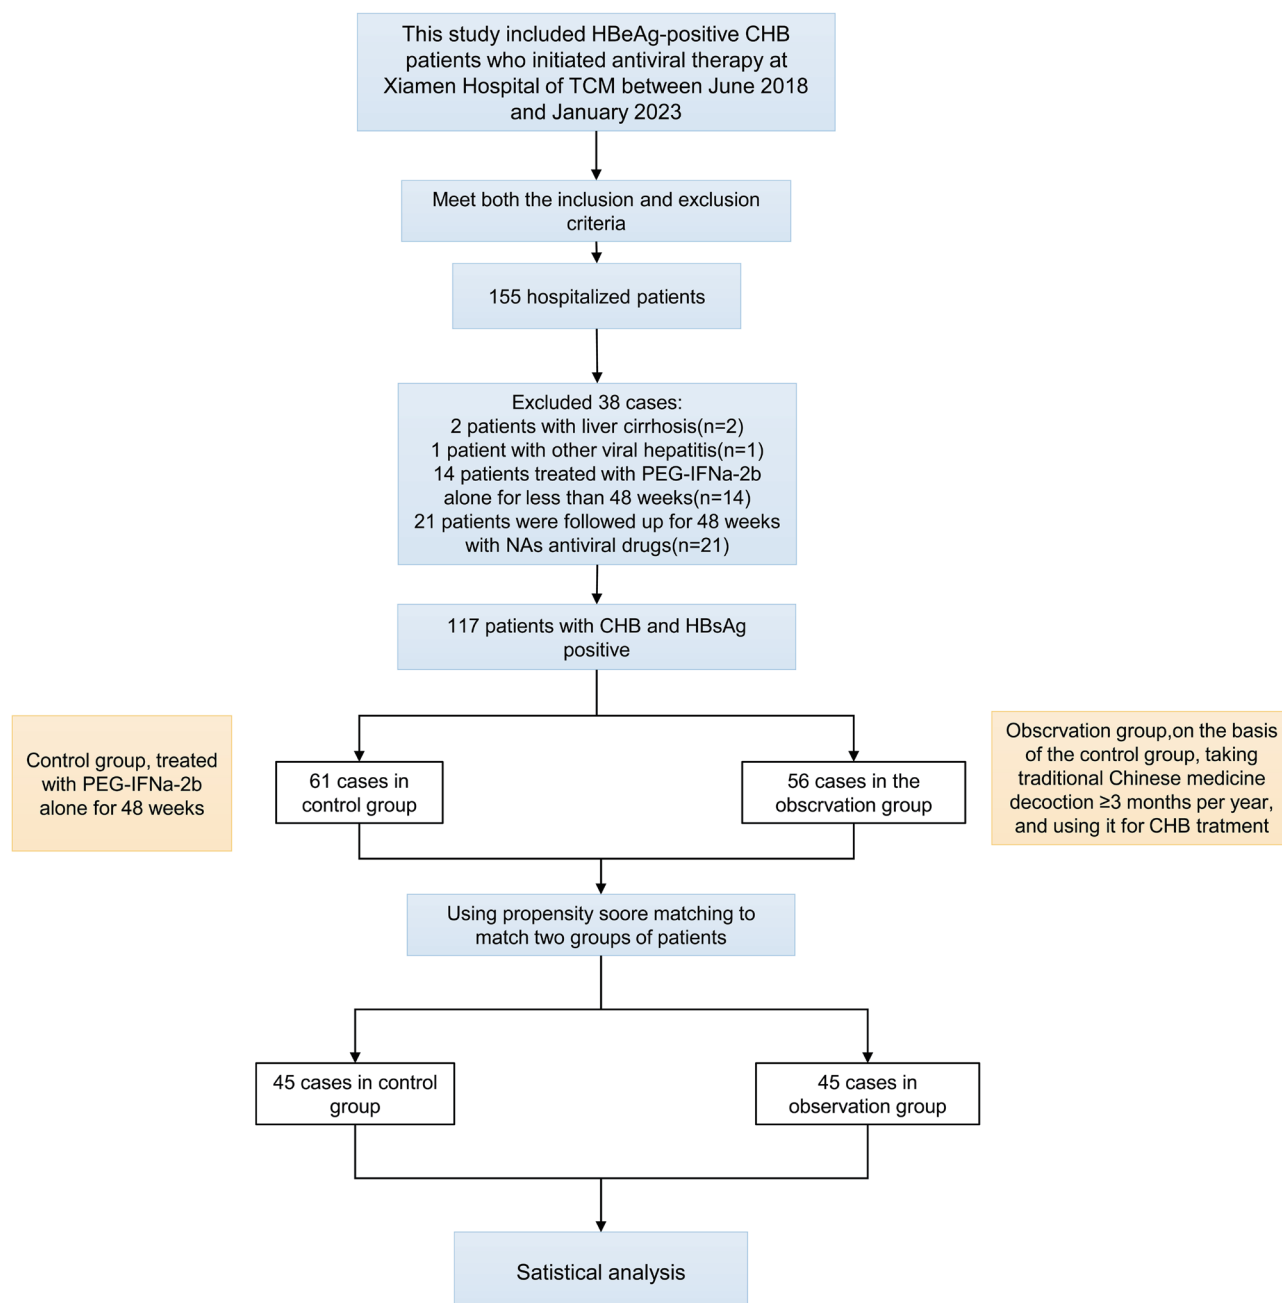 This study included HBeAg-positive CHB
patients who initiated antiviral therapy at
Xiamen Hospital of TCM between June 2018
and January 2023
Meet both the inclusion and exclusion
criteria
155 hospitalized patients
Excluded 38 cases:
2 patients with liver cirrhosis(n=2)
1 patient with other viral hepatitis(n=1)
14 patients treated with PEG-IFNa-2b
alone for less than 48 weeks(n=14)
21 patients were followed up for 48 weeks
with NAs antiviral drugs(n=21)
117 patients with CHB and HBsAg
positive
Control group, treated
with PEG-IFNa-2b
alone for 48 weeks
61 cases in
control group
56 cases in the
obscrvation group
Obscrvation group,on the basis
of the control group, taking
traditional Chinese medicine
decoction ≥3 months per year,
and using it for CHB tratment
Using propensity soore matching to
match two groups of patients
45 cases in control
group
45 cases in
observation group
Satistical analysis